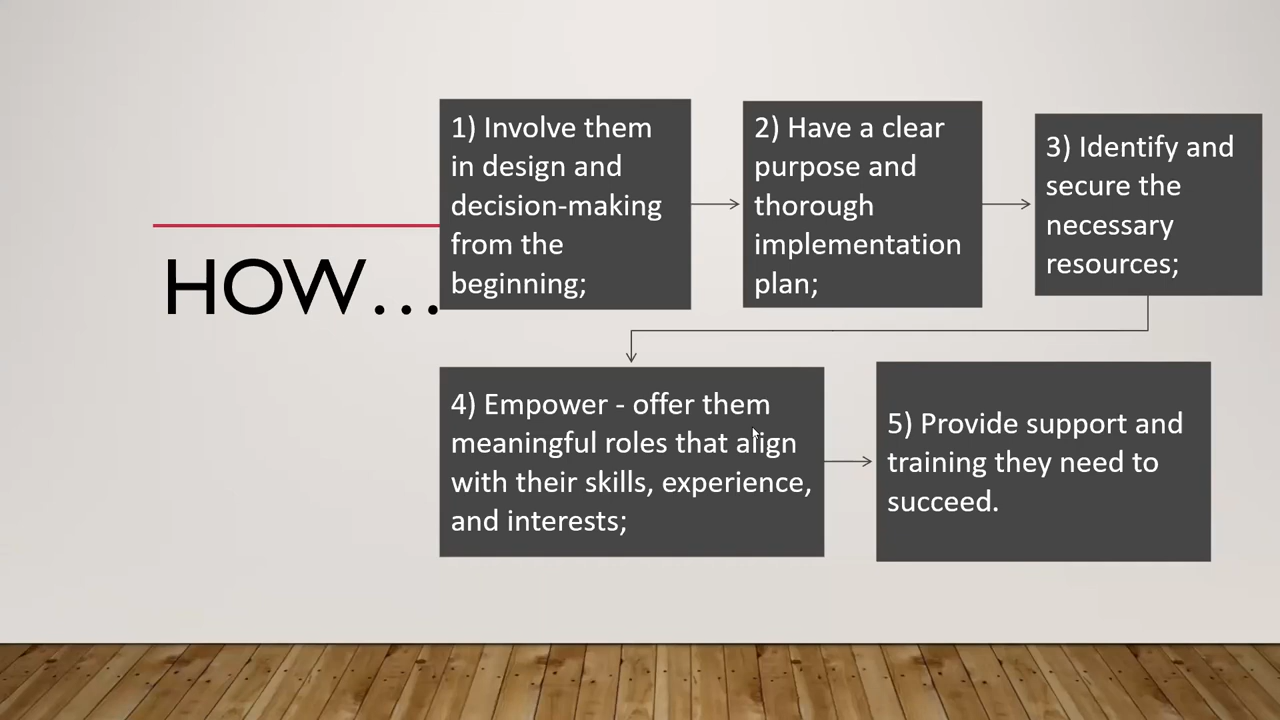 HOW...
1) Involve them
in design and
decision-making
from the
beginning;
2) Have a clear
purpose and
thorough
implementation
plan;
3) Identify and
secure the
necessary
resources;
4) Empower - offer them
meaningful roles that align
with their skills, experience,
and interests;
5) Provide support and
training they need to
succeed.